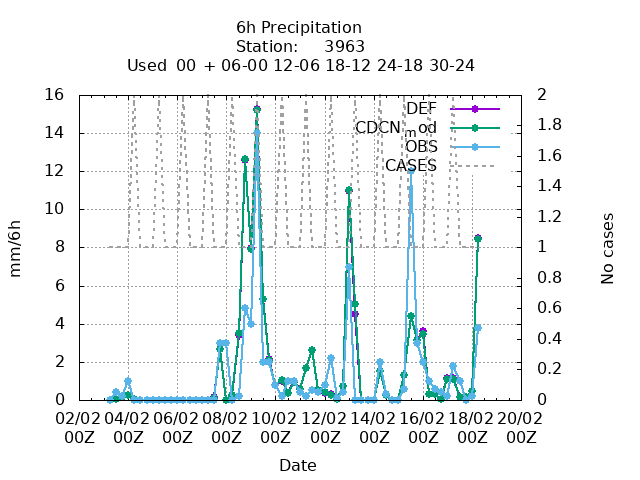 6h Precipitation
Station: 3963
Used 00 + 06-00 12-06 18-12 24-18 30-24
16 2
14 1.8
12 1.6
10 1.4
8 1.2
6 1
4 0.8
2 0.6
0 0.4
0.2
0
DEF
CDCN_mod
OBS
CASES
mm/6h
No cases
02/02 04/02 06/02 08/02 10/02 12/02 14/02 16/02 18/02 20/02
00Z 00Z 00Z 00Z 00Z 00Z 00Z 00Z 00Z 00Z
Date